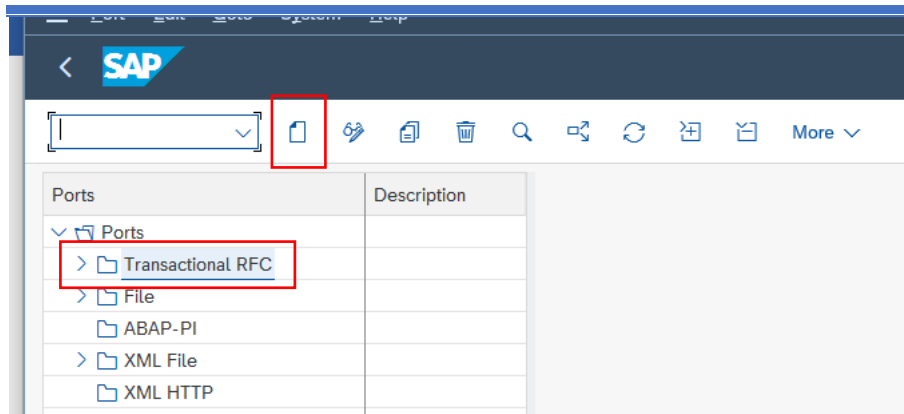 SAP
More
Ports
Description
Ports
Transactional RFC
File
ABAP-PI
XML File
XML HTTP